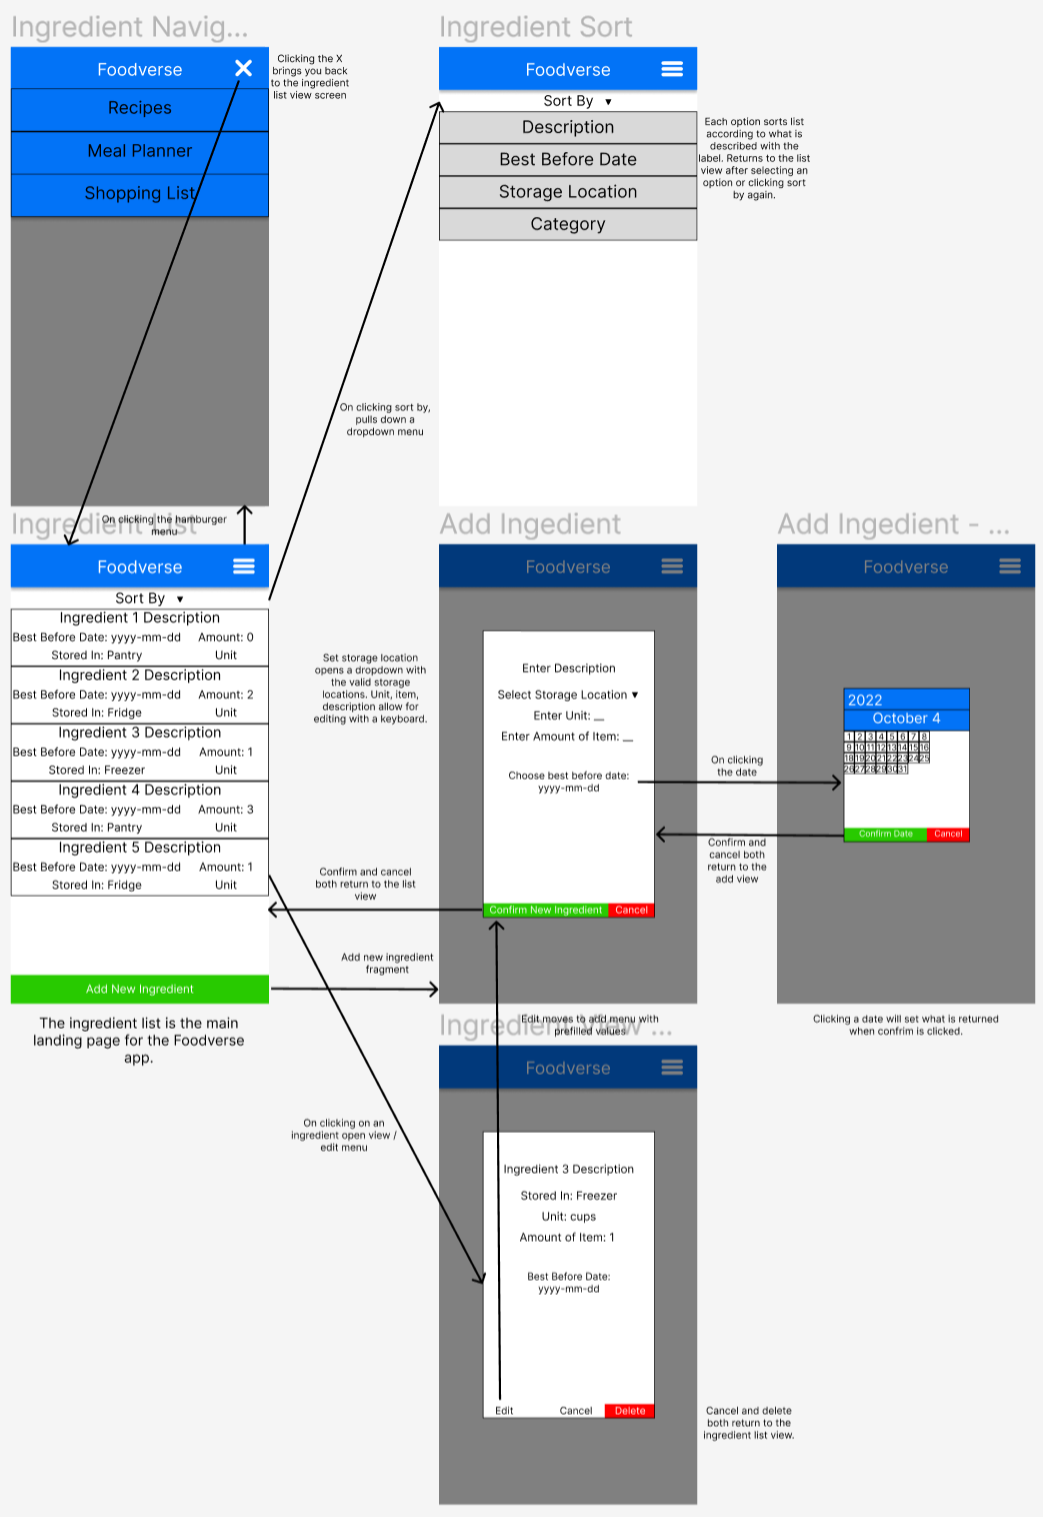 Ingredient Navig...
Foodverse
Recipes
Meal Planner
Shopping List
Clicking the X
brings you back
to the ingredient
list view screen
Ingredient Sort
Foodverse
Sort By ▼
Description
Best Before Date
Storage Location
Category
Each option sorts list
according to what is
described with the
label. Returns to the list
view after selecting an
option or clicking sort
by again.
On clicking sort by,
pulls down a
dropdown menu
On clicking the hamburger
menu
Ingredient List
Foodverse
Sort By ▼
Ingredient 1 Description
Best Before Date: yyyy-mm-dd Amount: 0
Stored In: Pantry Unit
Ingredient 2 Description
Best Before Date: yyyy-mm-dd Amount: 2
Stored In: Fridge Unit
Ingredient 3 Description
Best Before Date: yyyy-mm-dd Amount: 1
Stored In: Freezer Unit
Ingredient 4 Description
Best Before Date: yyyy-mm-dd Amount: 3
Stored In: Pantry Unit
Ingredient 5 Description
Best Before Date: yyyy-mm-dd Amount: 1
Stored In: Fridge Unit
Add New Ingredient
The ingredient list is the main
landing page for the Foodverse
app.
Set storage location
opens a dropdown with
the valid storage
locations. Unit, item,
description allow for
editing with a keyboard.
Confirm and cancel
both return to the list
view
Add new ingredient
fragment
Add Ingedient
Foodverse
Enter Description
Select Storage Location ▼
Enter Unit: __
Enter Amount of Item: __
Choose best before date:
yyyy-mm-dd
Confirm New Ingredient Cancel
On clicking
the date
Confirm and
cancel both
return to the
add view
Add Ingedient - ...
Foodverse
2022
October 4
1 2 3 4 5 6 7 8
9 10 11 12 13 14 15 16
18 19 20 21 22 23 24 25
26 27 28 29 30 31
Confirm Date Cancel
Clicking a date will set what is returned
when confrim is clicked.
Edit moves to add menu with
prefilled values
Ingredient View ...
Foodverse
Ingredient 3 Description
Stored In: Freezer
Unit: cups
Amount of Item: 1
Best Before Date:
yyyy-mm-dd
Edit Cancel Delete
On clicking on an
ingredient open view /
edit menu
Cancel and delete
both return to the
ingredient list view.